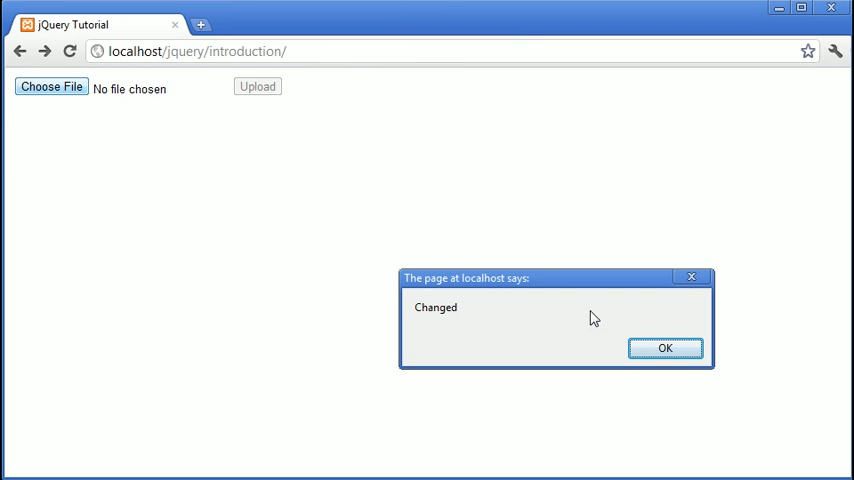 jQuery Tutorial
localhost/jquery/introduction/
Choose File No file chosen Upload
The page at localhost says:
Changed
OK